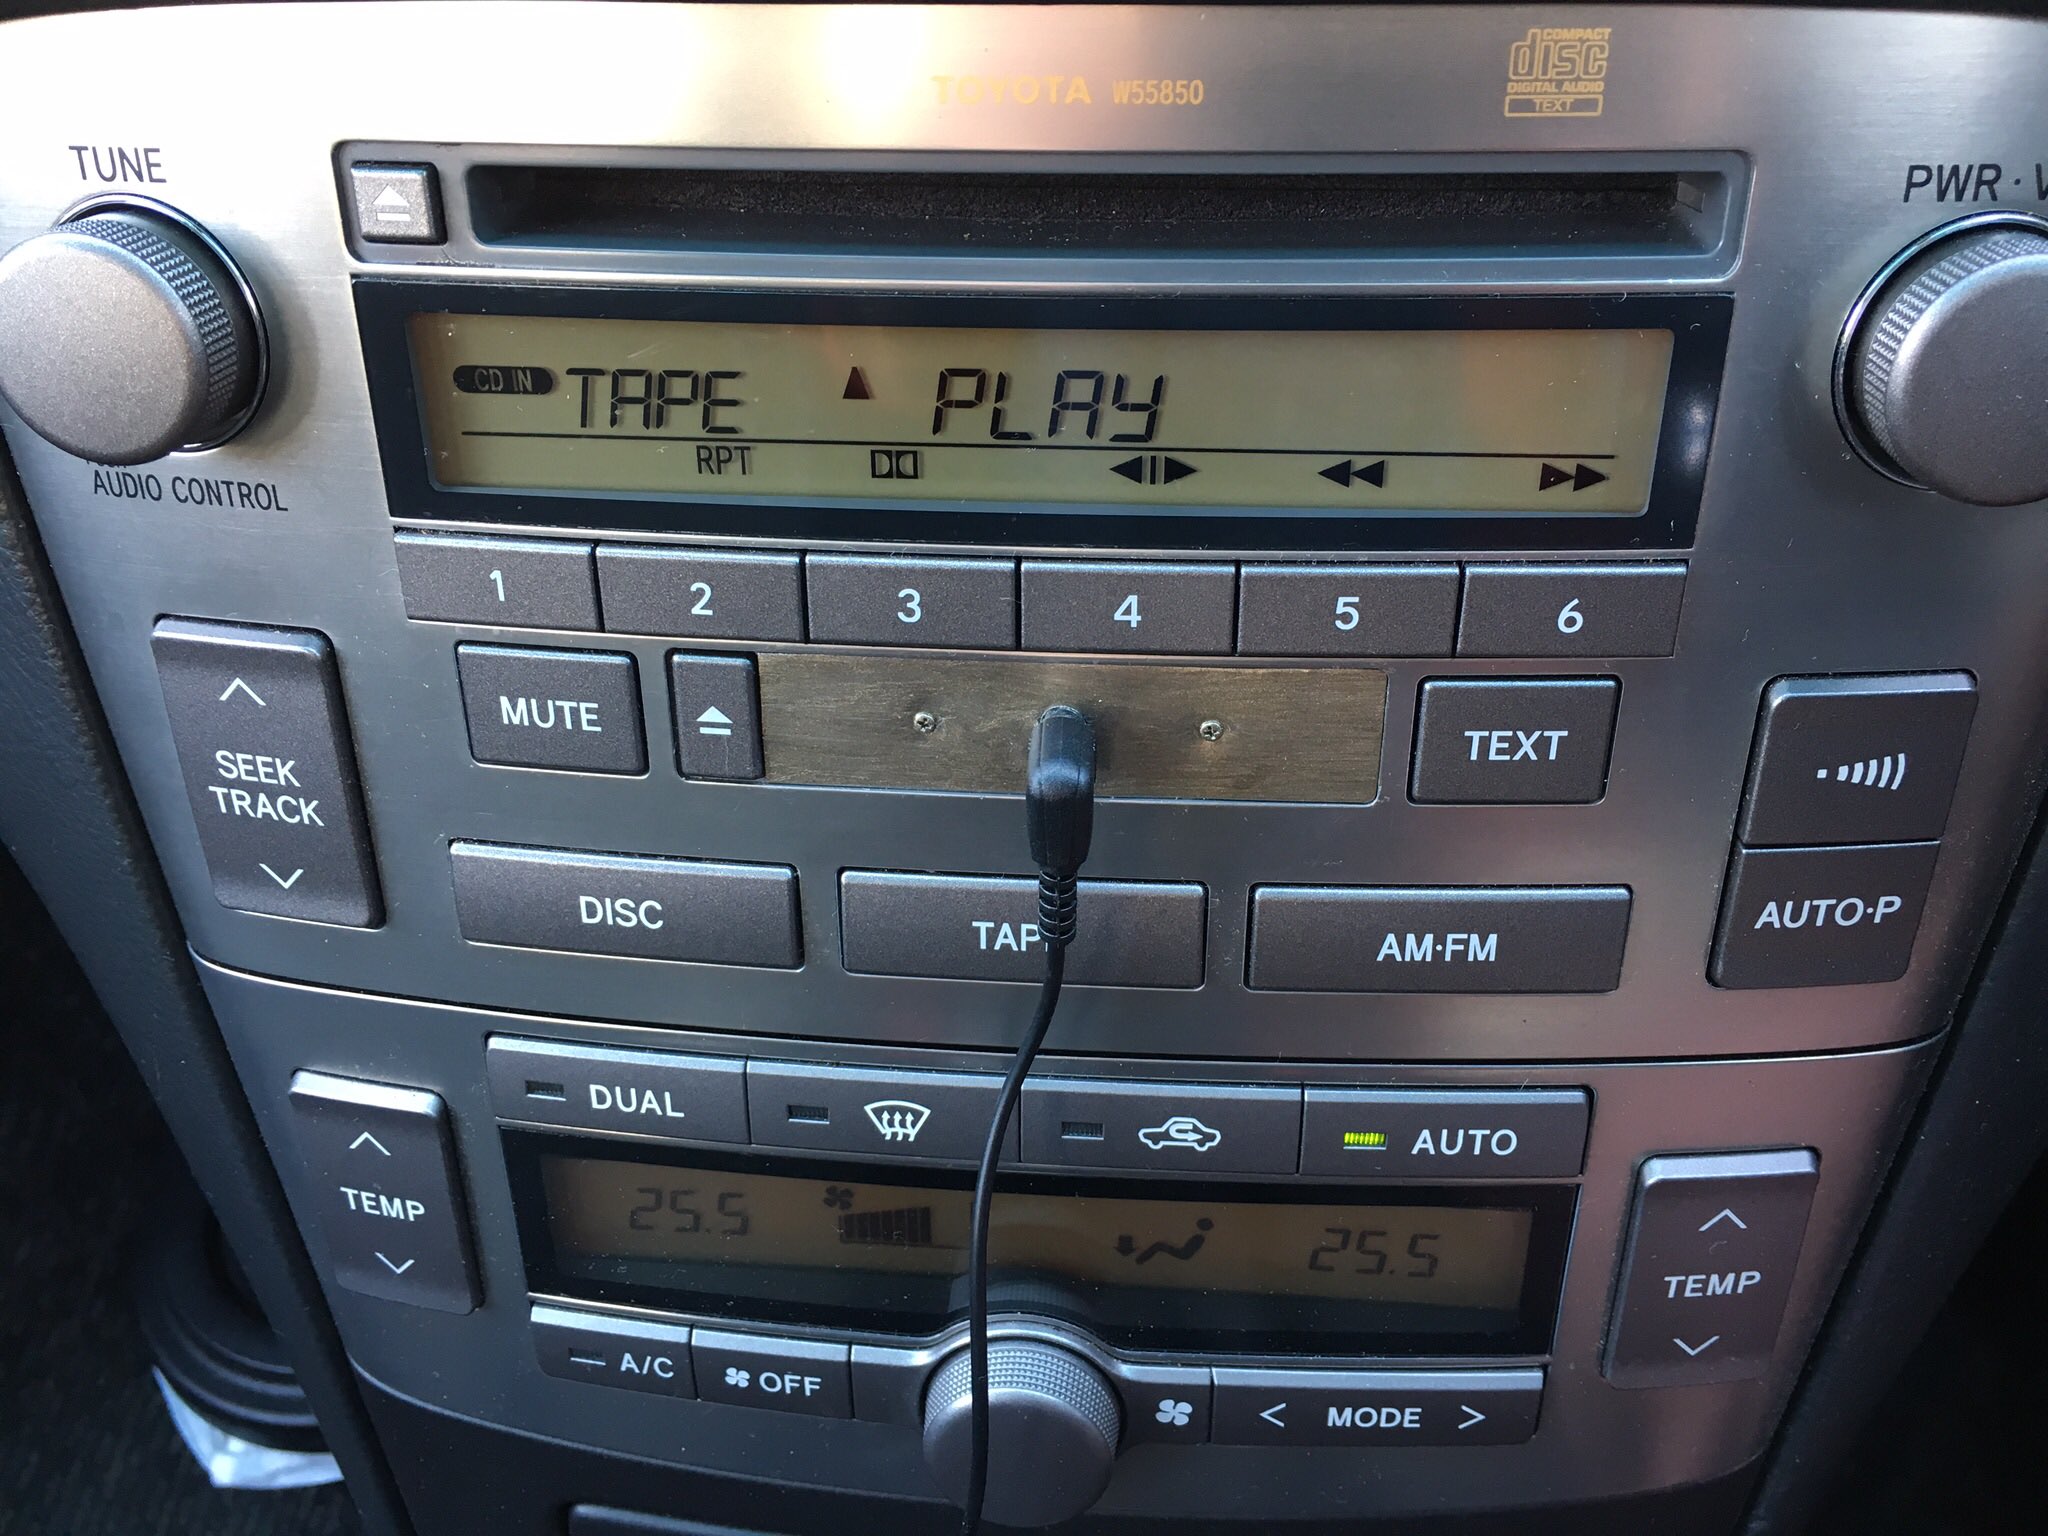 TOYOTA W55850
COMPACT
disc
DIGITAL AUDIO
TEXT
TUNE
PWR·
CD IN TAPE PLAY
RPT
AUDIO CONTROL
1 2 3 4 5 6
SEEK
TRACK
MUTE
TEXT
DISC
TAP
AM·FM
AUTO·P
DUAL
AUTO
TEMP
25.5
25.5
TEMP
A/C
OFF
< MODE >